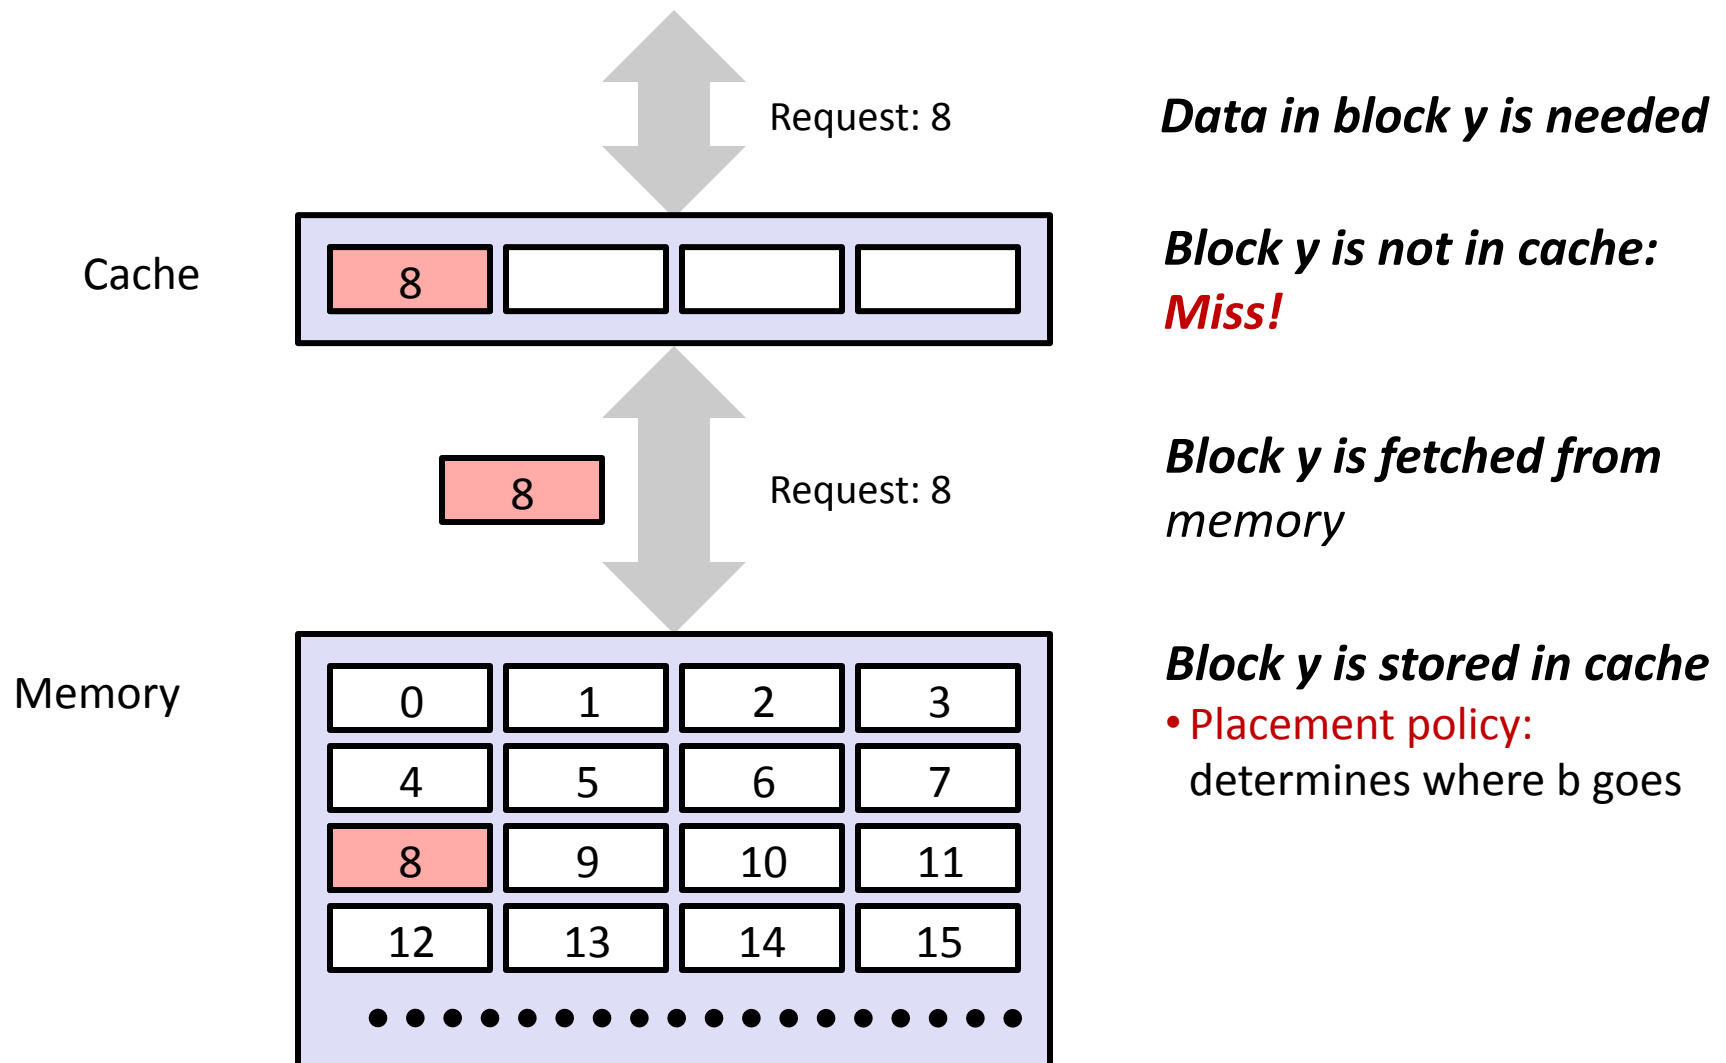 Request: 8
Data in block y is needed
Cache
8
Block y is not in cache:
Miss!
8
Request: 8
Block y is fetched from
memory
Memory
0 1 2 3
4 5 6 7
8 9 10 11
12 13 14 15
Block y is stored in cache
• Placement policy:
determines where b goes